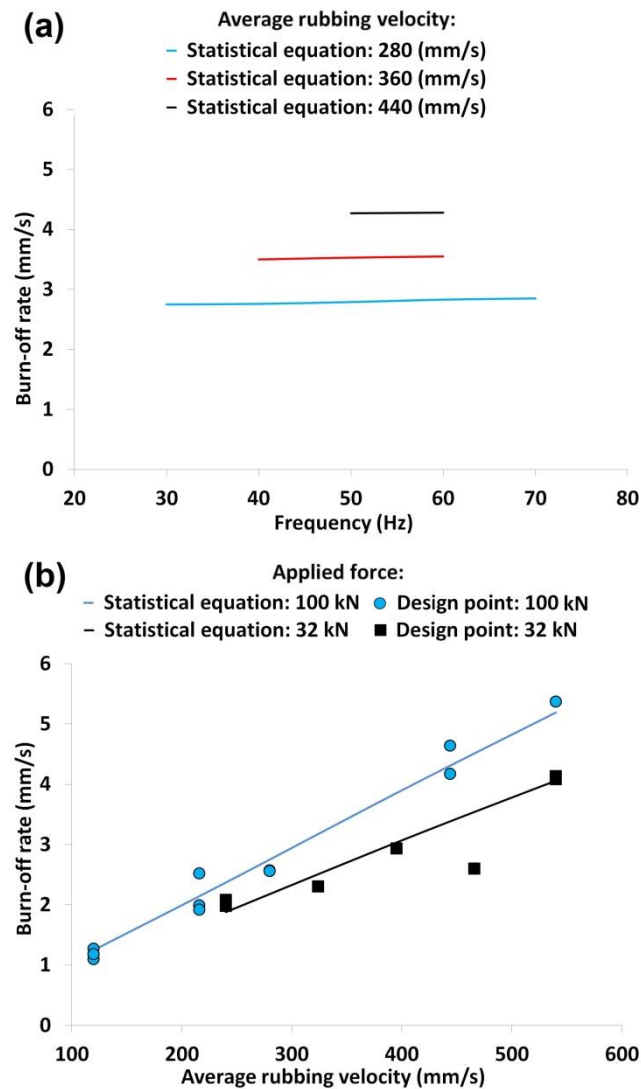 (a)
Average rubbing velocity:
Statistical equation: 280 (mm/s)
Statistical equation: 360 (mm/s)
Statistical equation: 440 (mm/s)
6
5
4
3
2
1
0
Burn-off rate (mm/s)
20 30 40 50 60 70 80
Frequency (Hz)
(b)
Applied force:
Statistical equation: 100 kN Design point: 100 kN
Statistical equation: 32 kN Design point: 32 kN
6
5
4
3
2
1
0
Burn-off rate (mm/s)
100 200 300 400 500 600
Average rubbing velocity (mm/s)